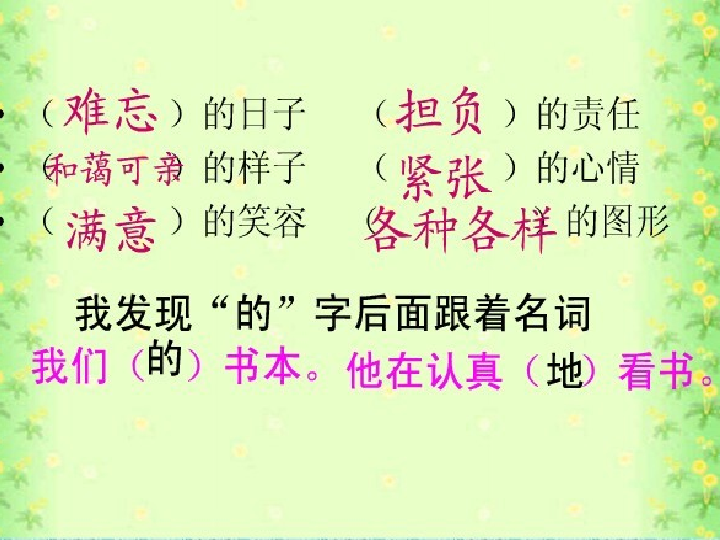 • （难忘）的日子 （担负）的责任
• （和蔼可亲）的样子 （紧张）的心情
• （满意）的笑容 （各种各样）的图形
我发现“的”字后面跟着名词
我们（的）书本。 他在认真（地）看书。